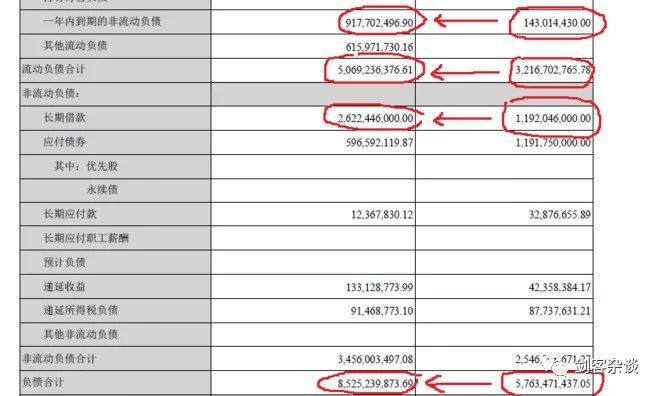 一年内到期的非流动负债 917,702,496.90 143,014,430.00
其他流动负债 615,971,730.16
流动负债合计 5,069,236,376.61 3,216,702,765.78
非流动负债：
长期借款 2,622,446,000.00 1,192,046,000.00
应付债券 596,592,119.87 1,191,750,000.00
其中：优先股
永续债
长期应付款 12,367,830.12 32,876,655.89
长期应付职工薪酬
预计负债
递延收益 133,128,773.99 42,358,384.17
递延所得税负债 91,468,773.10 87,737,631.21
其他非流动负债
非流动负债合计 3,456,003,497.08
负债合计 8,525,239,873.69 5,763,471,437.05
剑客杂谈